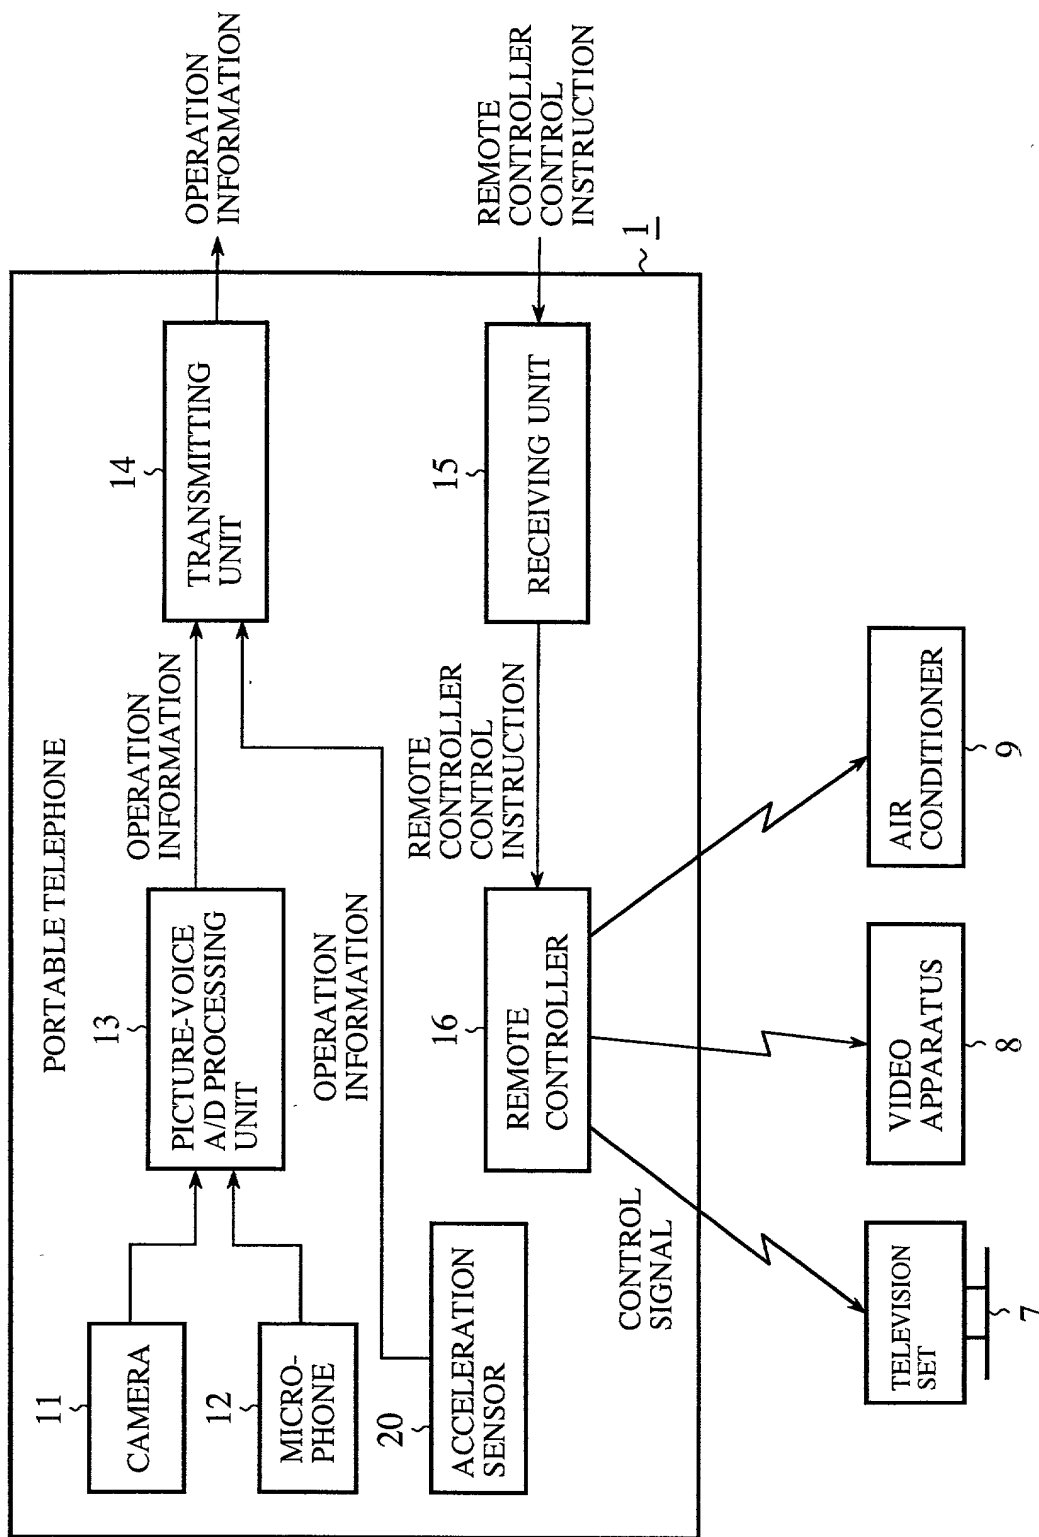 PORTABLE TELEPHONE
11
CAMERA
12
MICRO-
PHONE
20
ACCELERATION
SENSOR
13
PICTURE-VOICE
A/D PROCESSING
UNIT
OPERATION
INFORMATION
OPERATION
INFORMATION
14
TRANSMITTING
UNIT
OPERATION
INFORMATION
REMOTE
CONTROLLER
CONTROL
INSTRUCTION
1
15
RECEIVING UNIT
REMOTE
CONTROLLER
CONTROL
INSTRUCTION
16
REMOTE
CONTROLLER
CONTROL
SIGNAL
TELEVISION
SET
7
VIDEO
APPARATUS
8
AIR
CONDITIONER
9